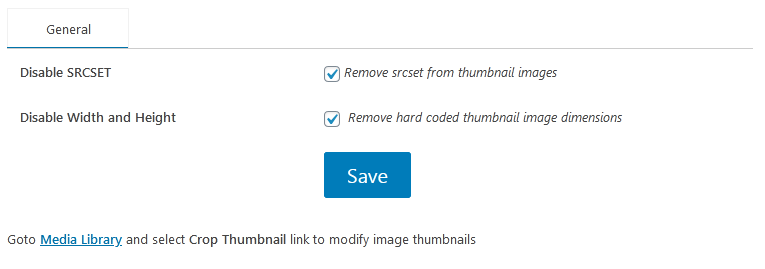 General
Disable SRCSET Remove srcset from thumbnail images
Disable Width and Height Remove hard coded thumbnail image dimensions
Save
Goto Media Library and select Crop Thumbnail link to modify image thumbnails